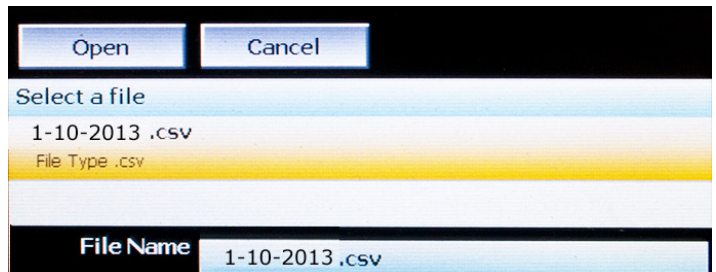 Open Cancel
Select a file
1-10-2013 .csv
File Type .csv
File Name 1-10-2013 .csv